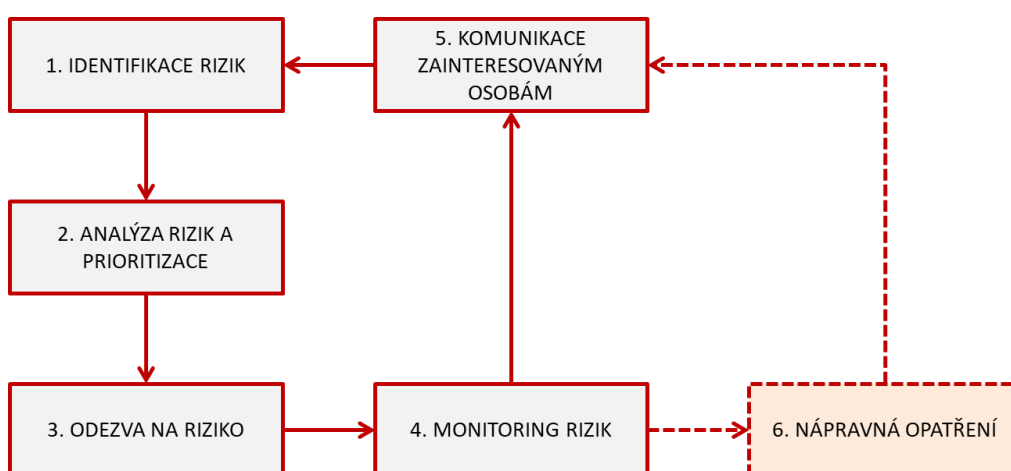 1. IDENTIFIKACE RIZIK
5. KOMUNIKACE
ZAINTERESOVANÝM
OSOBÁM
2. ANALÝZA RIZIK A
PRIORITIZACE
3. ODEZVA NA RIZIKO
4. MONITORING RIZIK
6. NÁPRAVNÁ OPATŘENÍ